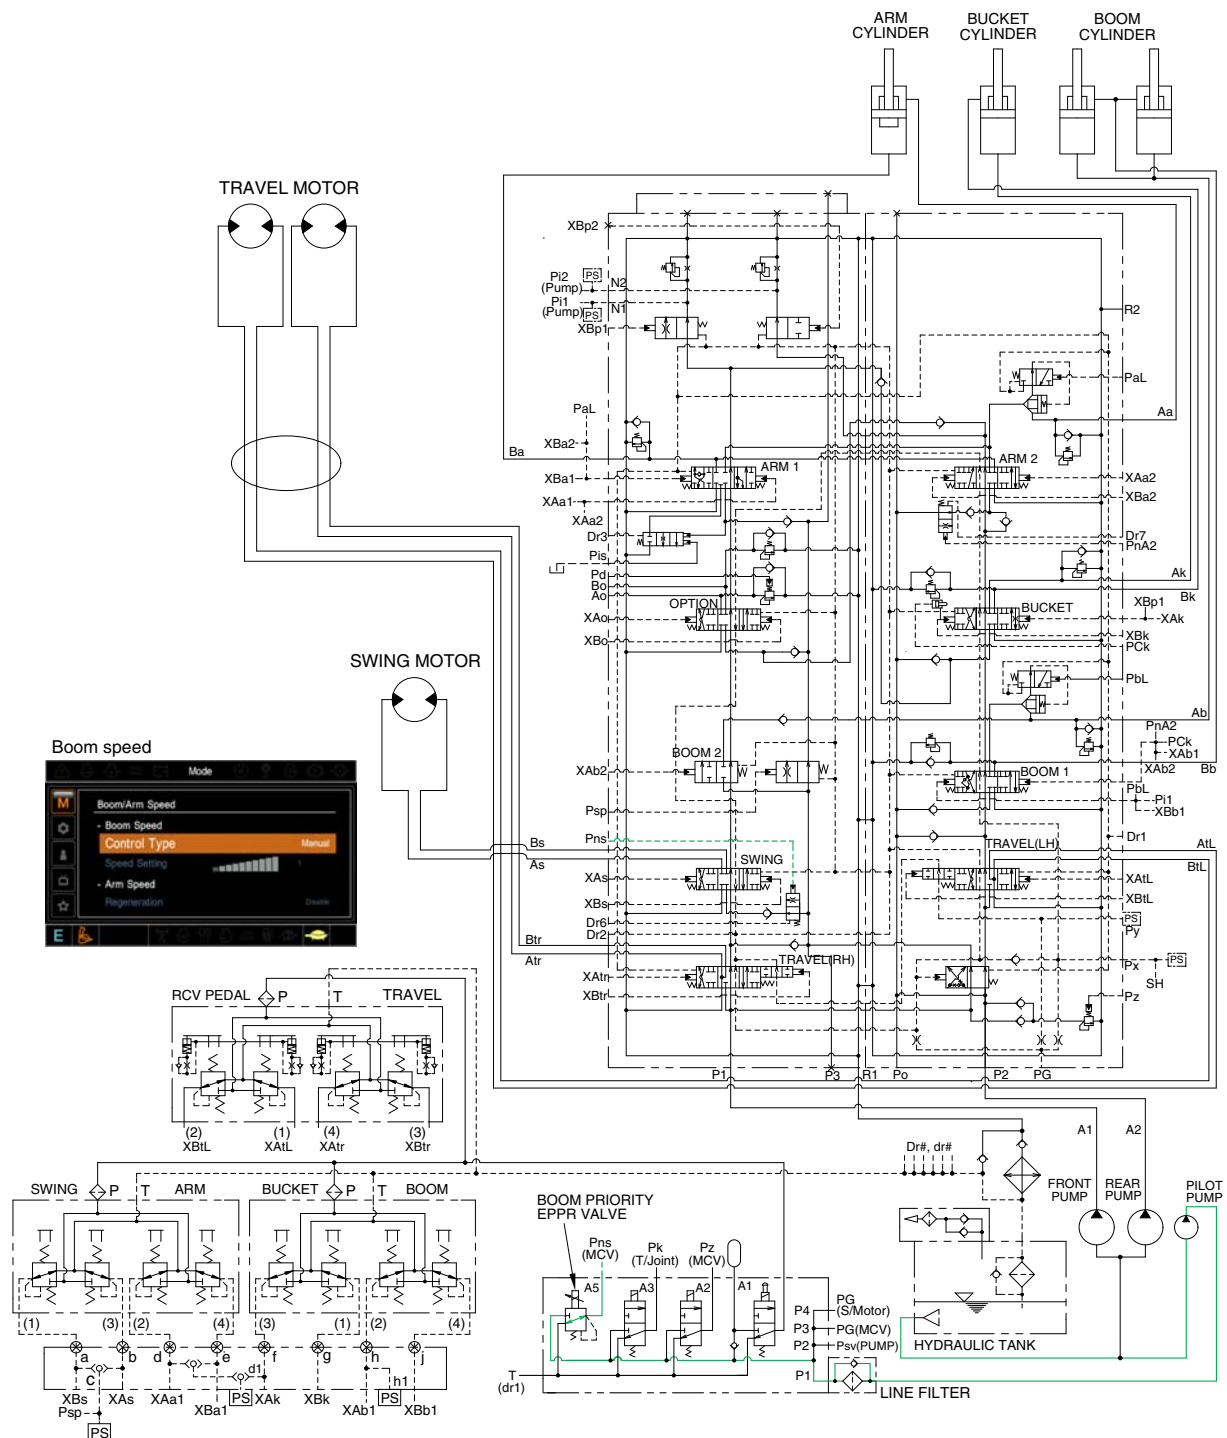 ARM
CYLINDER
BUCKET
CYLINDER
BOOM
CYLINDER
TRAVEL MOTOR
XBp2
Pi2
(Pump)
PS
N2
Pi1
(Pump)
PS
N1
XBp1
R2
PaL
Aa
PaL
XBa2
Ba
XBa1
ARM 1
ARM 2
XAa2
XAa1
XBa2
XAa2
Dr3
Dr7
PnA2
Pis
Pd
Bo
Ao
Ak
Bk
OPTION
BUCKET
XBp1
XAk
XAo
XBo
XBk
PCk
SWING MOTOR
PbL
Ab
PnA2
PCk
XAb1
XAb2
Bb
BOOM 2
BOOM 1
XAb2
PbL
Pi1
XBb1
Psp
Pns
Dr1
AtL
BtL
Bs
As
SWING
TRAVEL(LH)
XAs
XBs
XAtL
XBtL
Dr6
Dr2
PS
Py
Btr
Atr
TRAVEL(RH)
XAtr
XBtr
Px
PS
SH
Pz
P1
P3
R1
Po
P2
PG
Boom speed
Mode
M
Boom/Arm Speed
- Boom Speed
Control Type
Manual
Speed Setting
1
- Arm Speed
Regeneration
Disable
E
RCV PEDAL
P
T
TRAVEL
(2)
XBtL
(1)
XAtL
(4)
XAtr
(3)
XBtr
SWING
P
T
ARM
BUCKET
P
T
BOOM
(1)
(3)
(2)
(4)
(3)
(1)
(2)
(4)
a
b
d
e
f
g
h
j
c
d1
h1
XBs
XAs
XAa1
XBa1
PS
XAk
XBk
XAb1
PS
XBb1
Psp
PS
BOOM PRIORITY
EPPR VALVE
Pns
(MCV)
Pk
(T/Joint)
Pz
(MCV)
A5
A3
A2
A1
P4
PG
(S/Motor)
P3
PG(MCV)
P2
Psv(PUMP)
P1
T
(dr1)
LINE FILTER
Dr#, dr#
A1
A2
FRONT
PUMP
REAR
PUMP
PILOT
PUMP
HYDRAULIC TANK